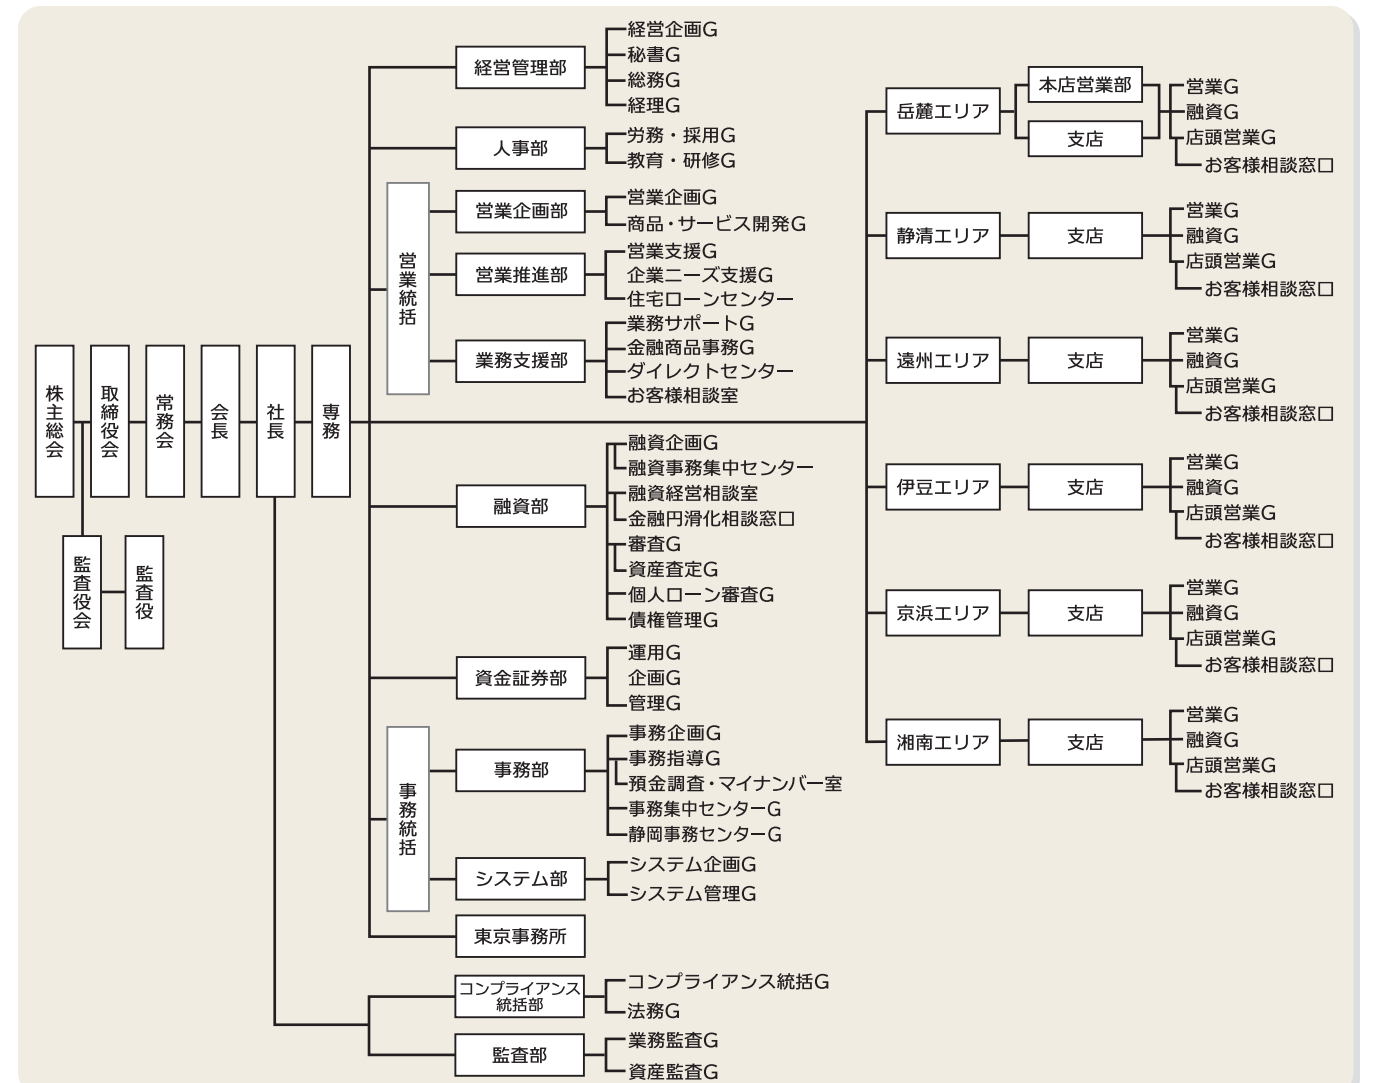 株主総会
取締役会
常務会
会長
社長
専務
監査役会
監査役
経営管理部
経営企画G
秘書G
総務G
経理G
人事部
労務・採用G
教育・研修G
営業統括
営業企画部
営業企画G
商品・サービス開発G
営業推進部
営業支援G
企業ニーズ支援G
住宅ローンセンター
業務支援部
業務サポートG
金融商品事務G
ダイレクトセンター
お客様相談室
融資部
融資企画G
融資事務集中センター
融資経営相談室
金融円滑化相談窓口
審査G
資産査定G
個人ローン審査G
債権管理G
資金証券部
運用G
企画G
管理G
事務統括
事務部
事務企画G
事務指導G
預金調査・マイナンバー室
事務集中センターG
静岡事務センターG
システム部
システム企画G
システム管理G
東京事務所
コンプライアンス
統括部
コンプライアンス統括G
法務G
監査部
業務監査G
資産監査G
岳麓エリア
本店営業部
支店
営業G
融資G
店頭営業G
お客様相談窓口
静清エリア
支店
営業G
融資G
店頭営業G
お客様相談窓口
遠州エリア
支店
営業G
融資G
店頭営業G
お客様相談窓口
伊豆エリア
支店
営業G
融資G
店頭営業G
お客様相談窓口
京浜エリア
支店
営業G
融資G
店頭営業G
お客様相談窓口
湘南エリア
支店
営業G
融資G
店頭営業G
お客様相談窓口